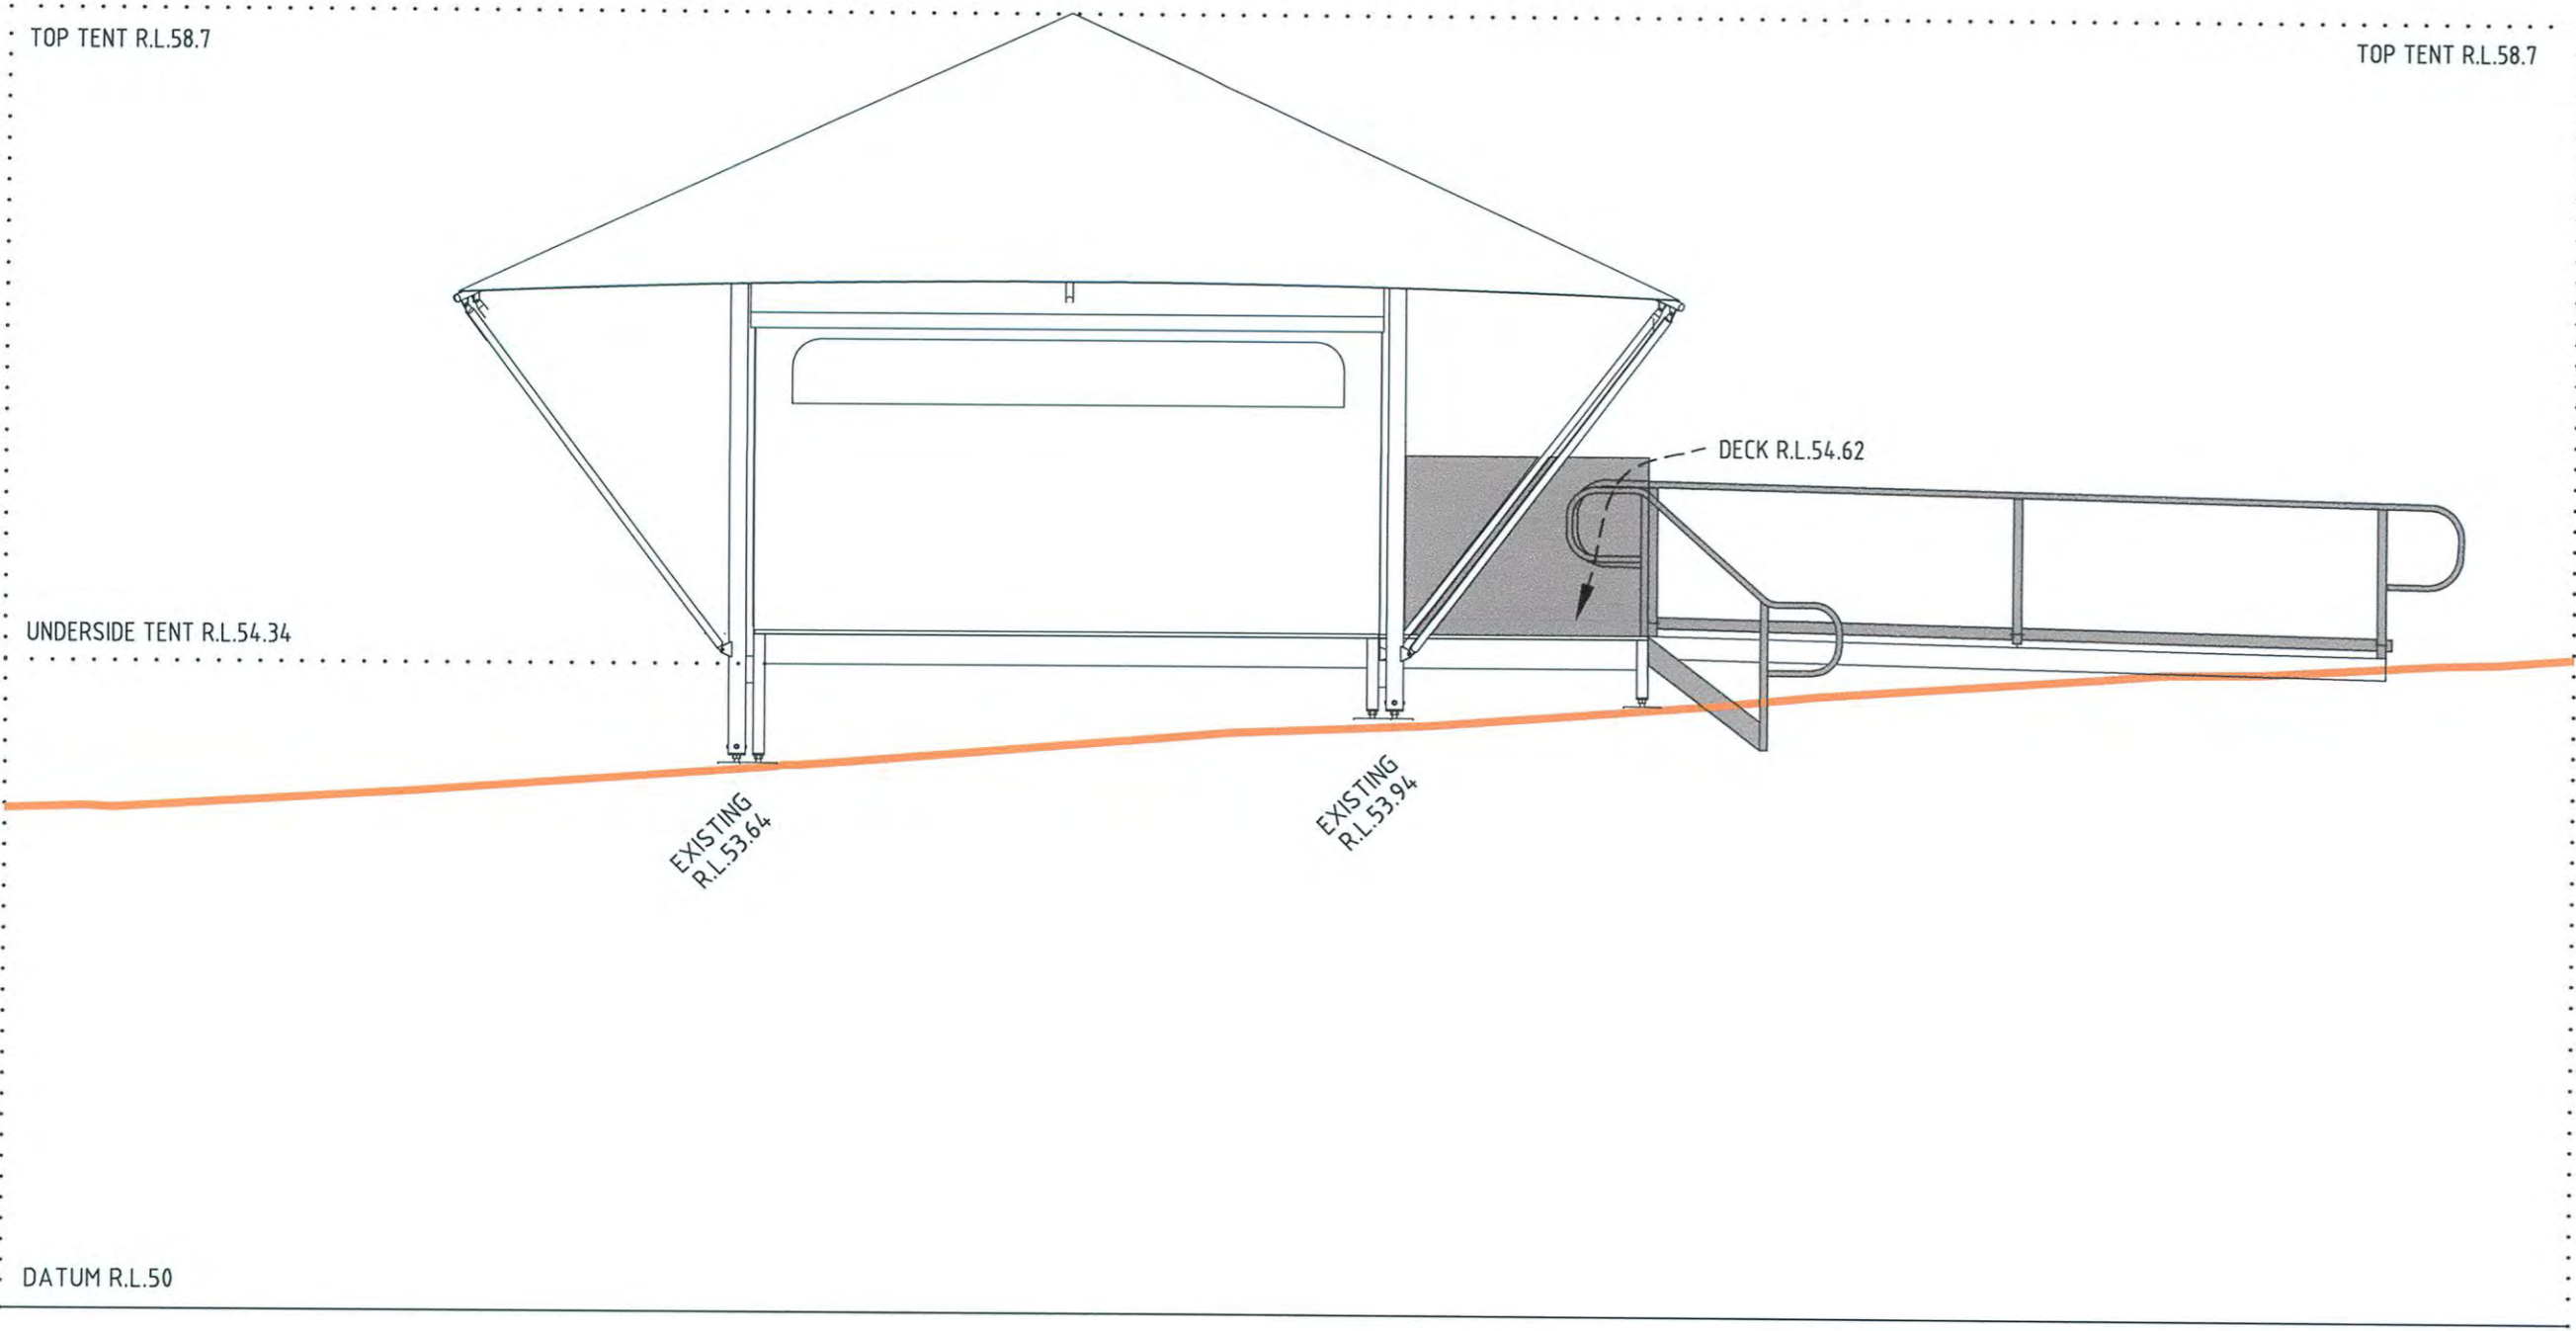 TOP TENT R.L.58.7
TOP TENT R.L.58.7
DECK R.L.54.62
UNDERSIDE TENT R.L.54.34
EXISTING
R.L.53.64
EXISTING
R.L.53.94
DATUM R.L.50